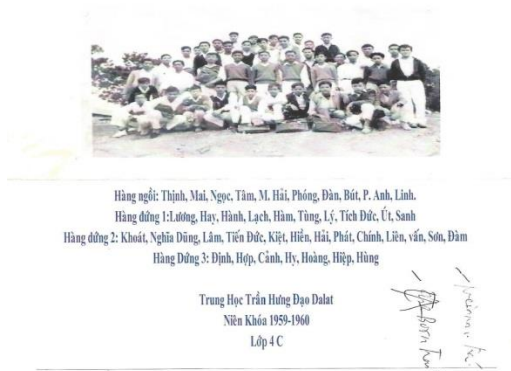 Hàng ngồi: Thịnh, Mai, Ngọc, Tâm, M. Hải, Phóng, Đàn, Bút, P. Anh, Linh.
Hàng đứng 1:Lương, Hay, Hành, Lạch, Hàm, Tùng, Lý, Tích Đức, Út, Sanh
Hàng đứng 2: Khoát, Nghĩa Dũng, Lâm, Tiến Đức, Kiệt, Hiền, Hải, Phát, Chính, Liên, vấn, Sơn, Đàm
Hàng Dứng 3: Định, Hợp, Cảnh, Hy, Hoàng, Hiệp, Hùng
Trung Học Trần Hưng Đạo Dalat
Niên Khóa 1959-1960
Lớp 4 C